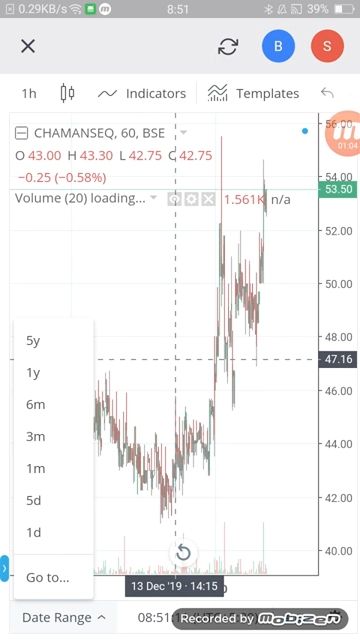 0.29KB/s 8:51 39%
B S
1h Indicators Templates
CHAMANSEQ, 60, BSE
O 43.00 H 43.30 L 42.75 C 42.75
−0.25 (−0.58%)
Volume (20) loading... 1.561K n/a
56.00
01:04
54.00
53.50
52.00
50.00
48.00
47.16
46.00
44.00
42.00
40.00
5y
1y
6m
3m
1m
5d
1d
Go to...
13 Dec '19 · 14:15
Date Range
Recorded by mobizen